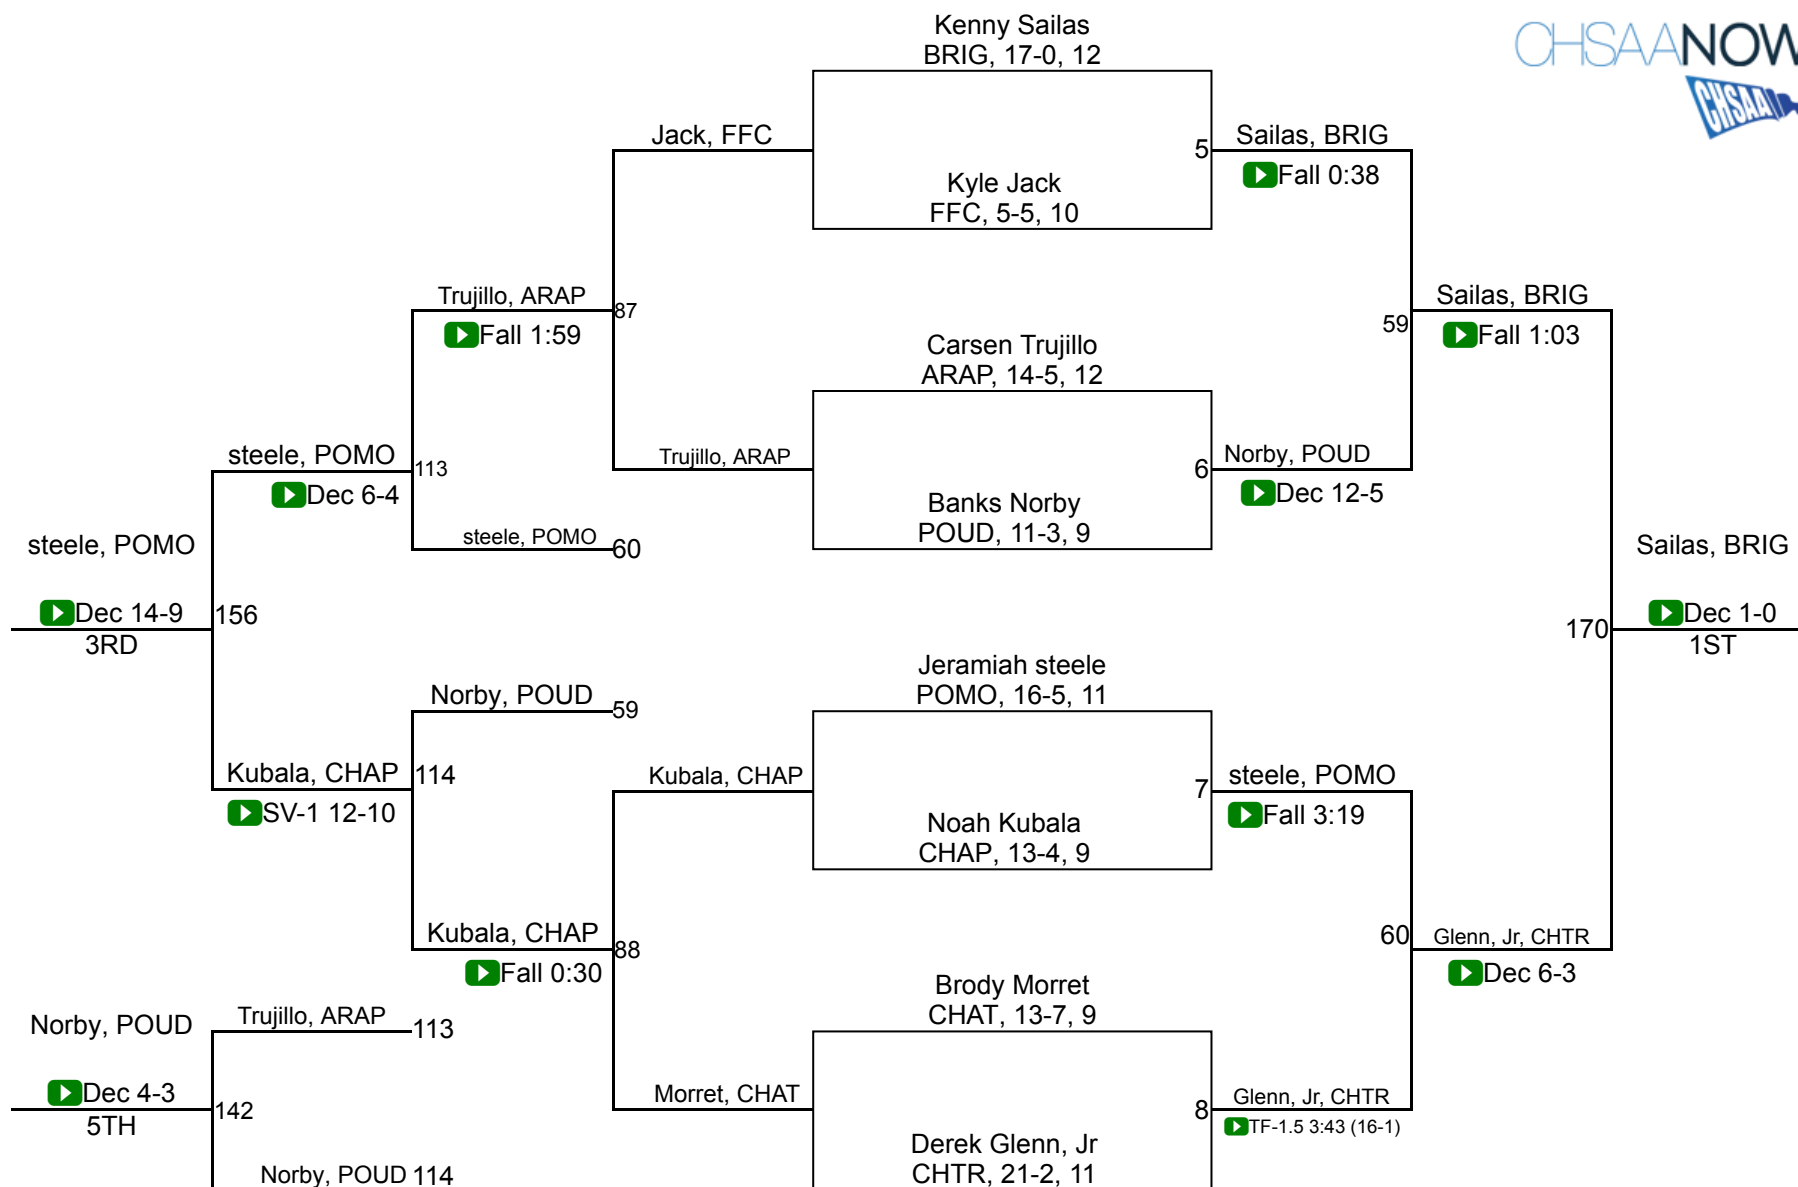 Kenny Sailas
BRIG, 17-0, 12
CHSAANOW
CHSAA
Jack, FFC
5
Sailas, BRIG
Fall 0:38
Kyle Jack
FFC, 5-5, 10
Trujillo, ARAP
87
Fall 1:59
Sailas, BRIG
59
Fall 1:03
Carsen Trujillo
ARAP, 14-5, 12
steele, POMO
113
Dec 6-4
Trujillo, ARAP
6
Norby, POUD
Dec 12-5
Banks Norby
POUD, 11-3, 9
steele, POMO
60
steele, POMO
Dec 14-9
156
3RD
Sailas, BRIG
170
Dec 1-0
1ST
Jeramiah steele
POMO, 16-5, 11
Norby, POUD
59
Kubala, CHAP
114
SV-1 12-10
Kubala, CHAP
7
steele, POMO
Fall 3:19
Noah Kubala
CHAP, 13-4, 9
Kubala, CHAP
88
Fall 0:30
60
Glenn, Jr, CHTR
Dec 6-3
Brody Morret
CHAT, 13-7, 9
Norby, POUD
Trujillo, ARAP
113
Dec 4-3
142
5TH
Morret, CHAT
8
Glenn, Jr, CHTR
TF-1.5 3:43 (16-1)
Derek Glenn, Jr
CHTR, 21-2, 11
Norby, POUD
114